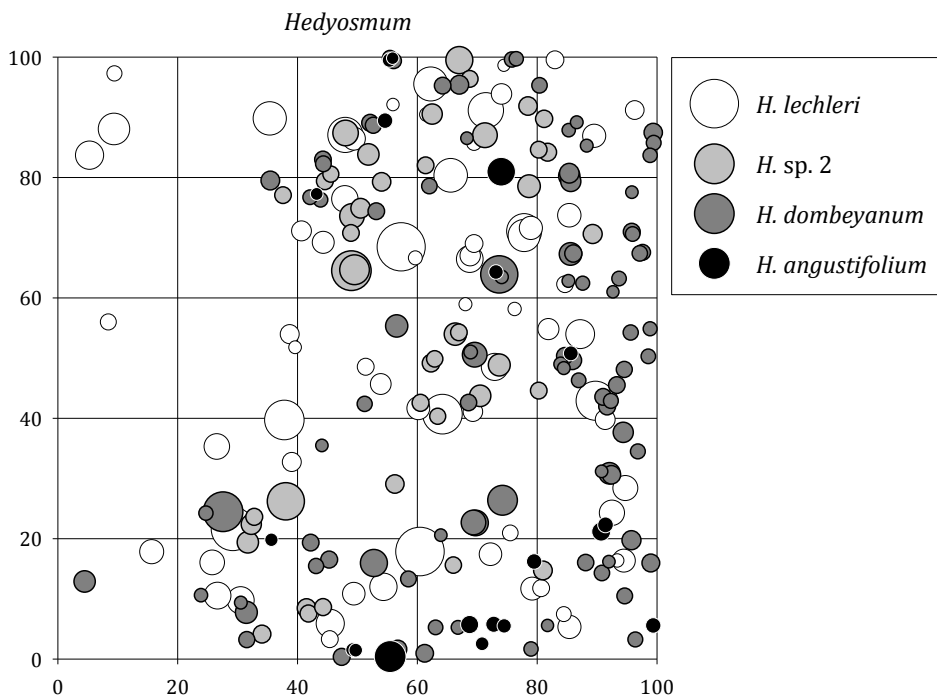 Hedyosmum
100
80
60
40
20
0
0 20 40 60 80 100
H. lechleri
H. sp. 2
H. dombeyanum
H. angustifolium